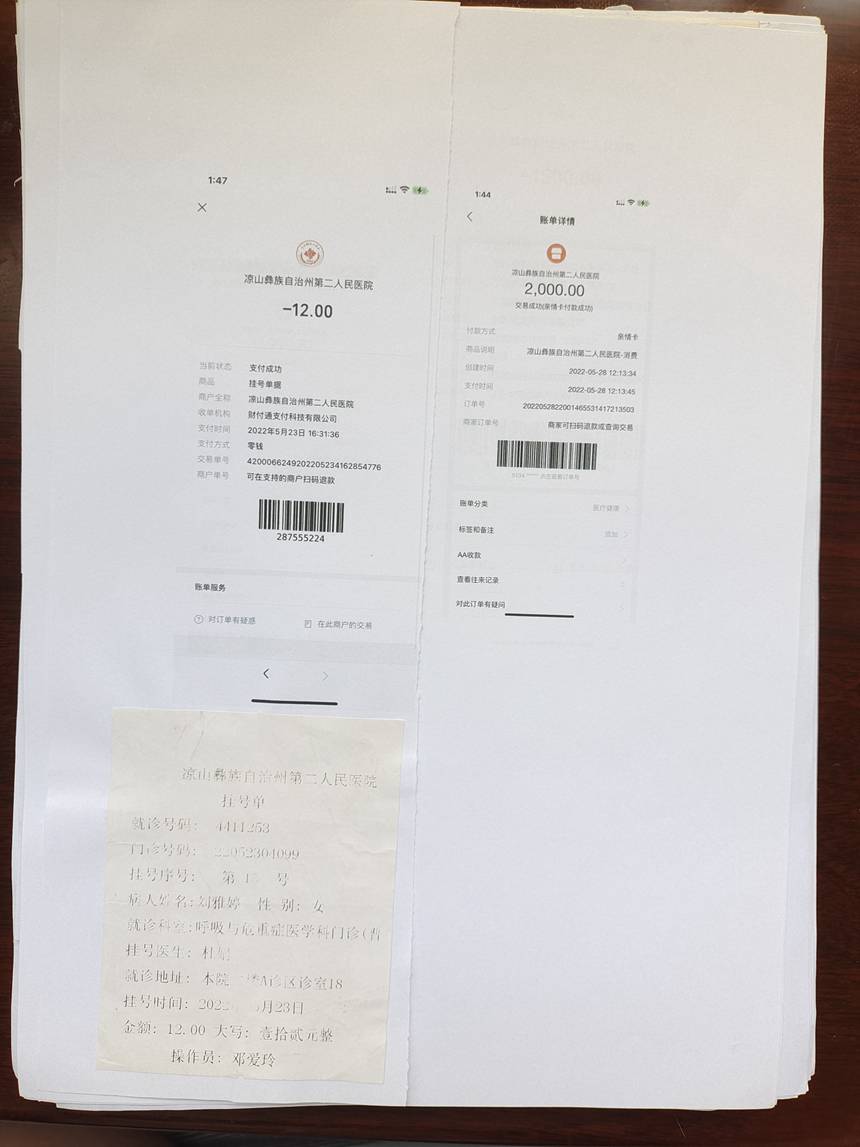 1:47
凉山彝族自治州第二人民医院
-12.00
当前状态 支付成功
商品 挂号单据
商户全称 凉山彝族自治州第二人民医院
收单机构 财付通支付科技有限公司
支付时间 2022年5月23日 16:31:36
支付方式 零钱
交易单号 4200066249202205234162854776
商户单号 可在支持的商户扫码退款
287555224
账单服务
对订单有疑惑 在此商户的交易
凉山彝族自治州第二人民医院
挂号单
就诊号码: 4411253
门诊号码: 22052304099
挂号序号: 第 号
病人姓名:刘雅婷 性 别: 女
就诊科室:呼吸与危重症医学科门诊(普
挂号医生: 杜
就诊地址: 本院 A诊区诊室18
挂号时间: 202 月23日
金额: 12.00 大写: 壹拾贰元整
操作员: 邓爱玲
1:44
账单详情
凉山彝族自治州第二人民医院
2,000.00
交易成功(亲情卡付款成功)
付款方式 亲情卡
商品说明 凉山彝族自治州第二人民医院-消费
创建时间 2022-05-28 12:13:34
支付时间 2022-05-28 12:13:45
订单号 2022052822001465531417213503
商家订单号 商家可扫码退款或查询交易
5134 **** 点击查看订单号
账单分类 医疗健康
标签和备注 添加
AA收款
查看往来记录
对此订单有疑问